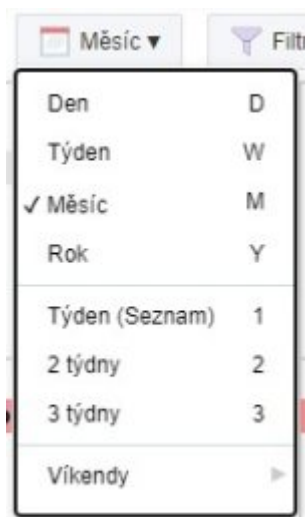 Měsíc ▾
Den D
Týden W
✓ Měsíc M
Rok Y
Týden (Seznam) 1
2 týdny 2
3 týdny 3
Víkendy ▸